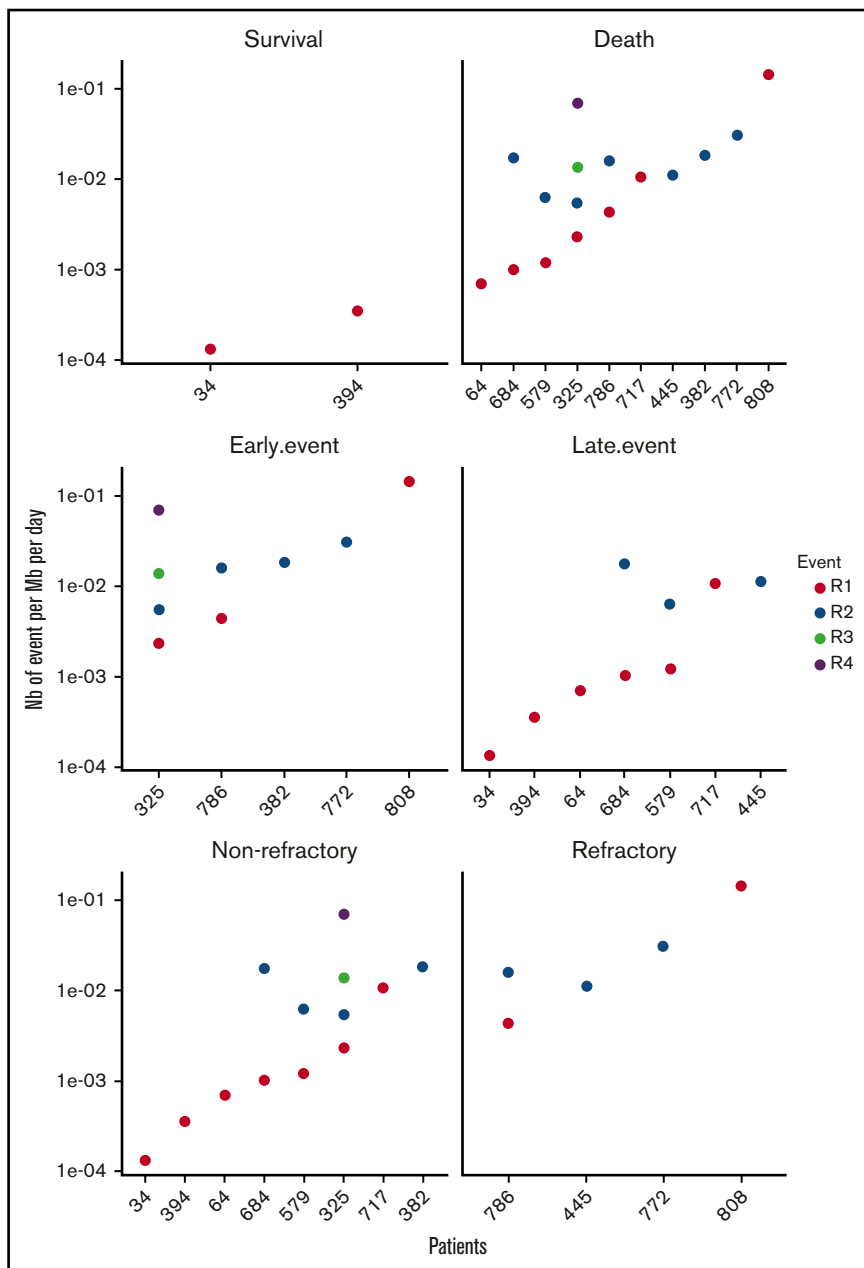 Survival
Death
1e-01
1e-02
1e-03
1e-04
34 394
64 684 579 325 786 717 445 382 772 808
Early.event
Late.event
Nb of event per Mb per day
1e-01
1e-02
1e-03
1e-04
325 786 382 772 808
34 394 64 684 579 717 445
Event
R1
R2
R3
R4
Non-refractory
Refractory
1e-01
1e-02
1e-03
1e-04
34 394 64 684 579 325 717 382
786 445 772 808
Patients